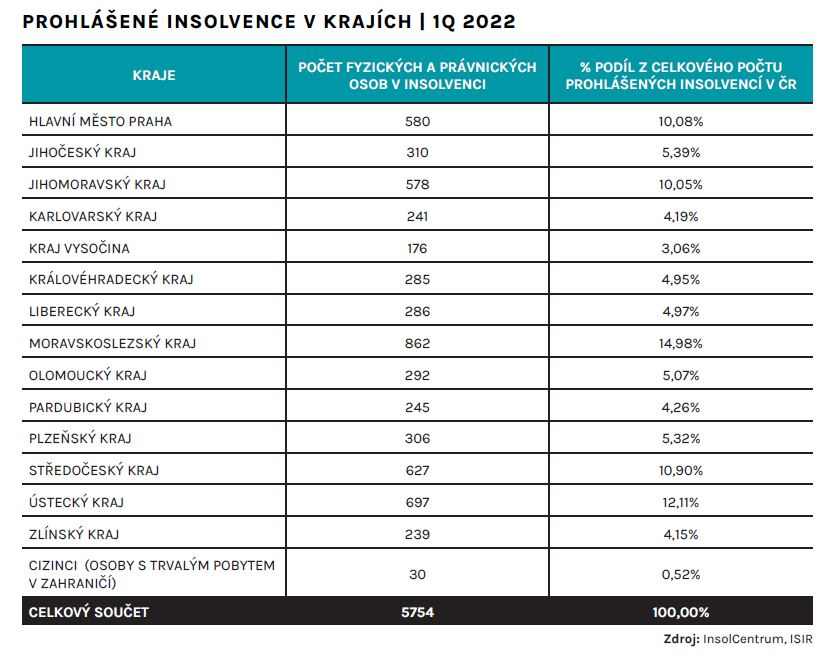 PROHLÁŠENÉ INSOLVENCE V KRAJÍCH | 1Q 2022
KRAJE
POČET FYZICKÝCH A PRÁVNICKÝCH
OSOB V INSOLVENCI
% PODÍL Z CELKOVÉHO POČTU
PROHLÁŠENÝCH INSOLVENCÍ V ČR
HLAVNÍ MĚSTO PRAHA 580 10,08%
JIHOČESKÝ KRAJ 310 5,39%
JIHOMORAVSKÝ KRAJ 578 10,05%
KARLOVARSKÝ KRAJ 241 4,19%
KRAJ VYSOČINA 176 3,06%
KRÁLOVÉHRADECKÝ KRAJ 285 4,95%
LIBERECKÝ KRAJ 286 4,97%
MORAVSKOSLEZSKÝ KRAJ 862 14,98%
OLOMOUCKÝ KRAJ 292 5,07%
PARDUBICKÝ KRAJ 245 4,26%
PLZEŇSKÝ KRAJ 306 5,32%
STŘEDOČESKÝ KRAJ 627 10,90%
ÚSTECKÝ KRAJ 697 12,11%
ZLÍNSKÝ KRAJ 239 4,15%
CIZINCI (OSOBY S TRVALÝM POBYTEM
V ZAHRANIČÍ) 30 0,52%
CELKOVÝ SOUČET 5754 100,00%
Zdroj: InsolCentrum, ISIR